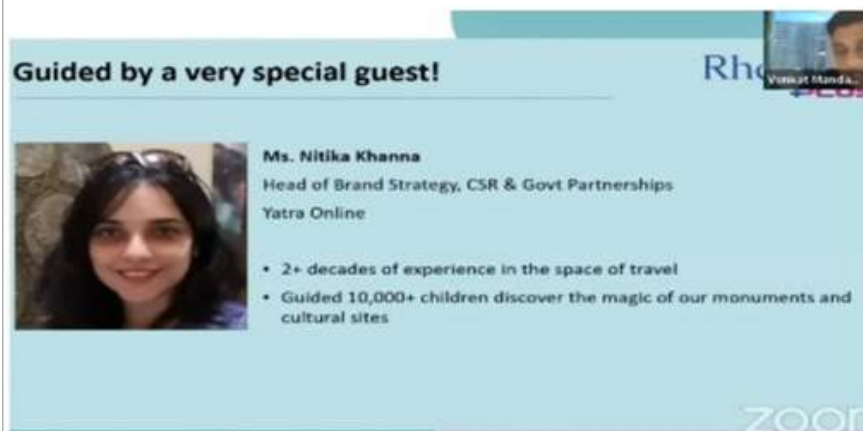 Guided by a very special guest!
Rh
Venkat Manda...
Ms. Nitika Khanna
Head of Brand Strategy, CSR & Govt Partnerships
Yatra Online
• 2+ decades of experience in the space of travel
• Guided 10,000+ children discover the magic of our monuments and
cultural sites
zoom